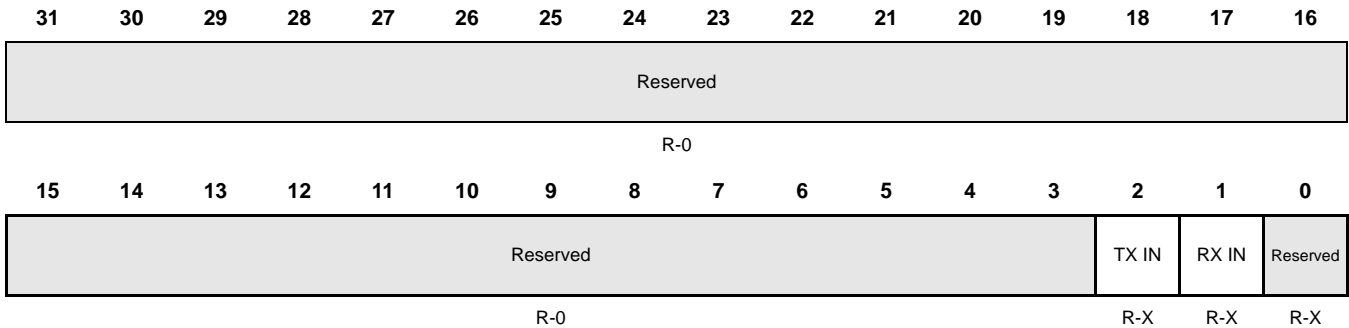 31 30 29 28 27 26 25 24 23 22 21 20 19 18 17 16
Reserved
R-0
15 14 13 12 11 10 9 8 7 6 5 4 3 2 1 0
Reserved TX IN RX IN Reserved
R-0 R-X R-X R-X